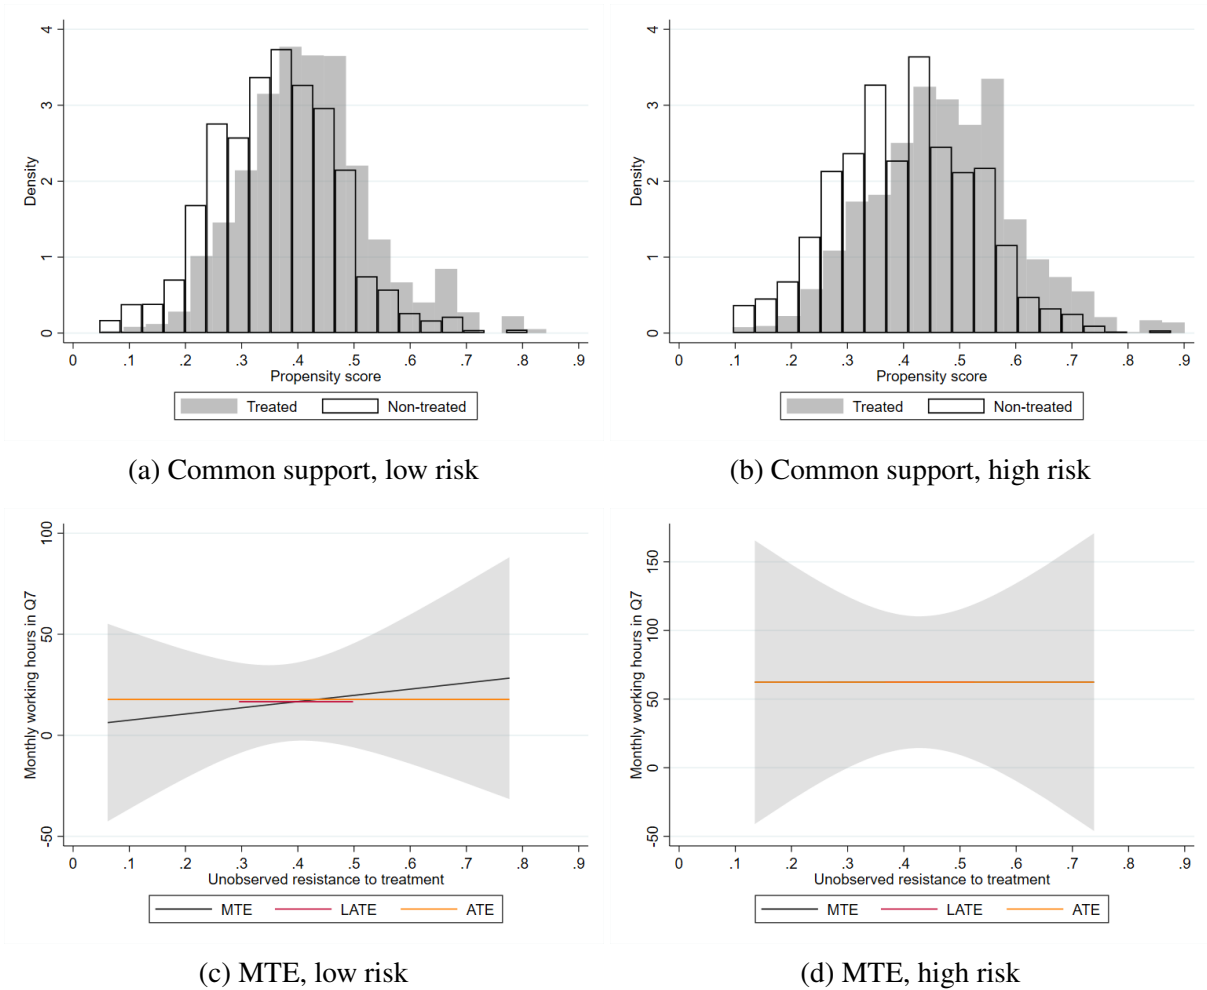 4
3
2
1
0
Density
0 .1 .2 .3 .4 .5 .6 .7 .8 .9
Propensity score
Treated Non-treated
(a) Common support, low risk
4
3
2
1
0
Density
0 .1 .2 .3 .4 .5 .6 .7 .8 .9
Propensity score
Treated Non-treated
(b) Common support, high risk
100
50
0
-50
Monthly working hours in Q7
0 .1 .2 .3 .4 .5 .6 .7 .8 .9
Unobserved resistance to treatment
MTE LATE ATE
(c) MTE, low risk
150
100
50
0
-50
Monthly working hours in Q7
0 .1 .2 .3 .4 .5 .6 .7 .8 .9
Unobserved resistance to treatment
MTE LATE ATE
(d) MTE, high risk